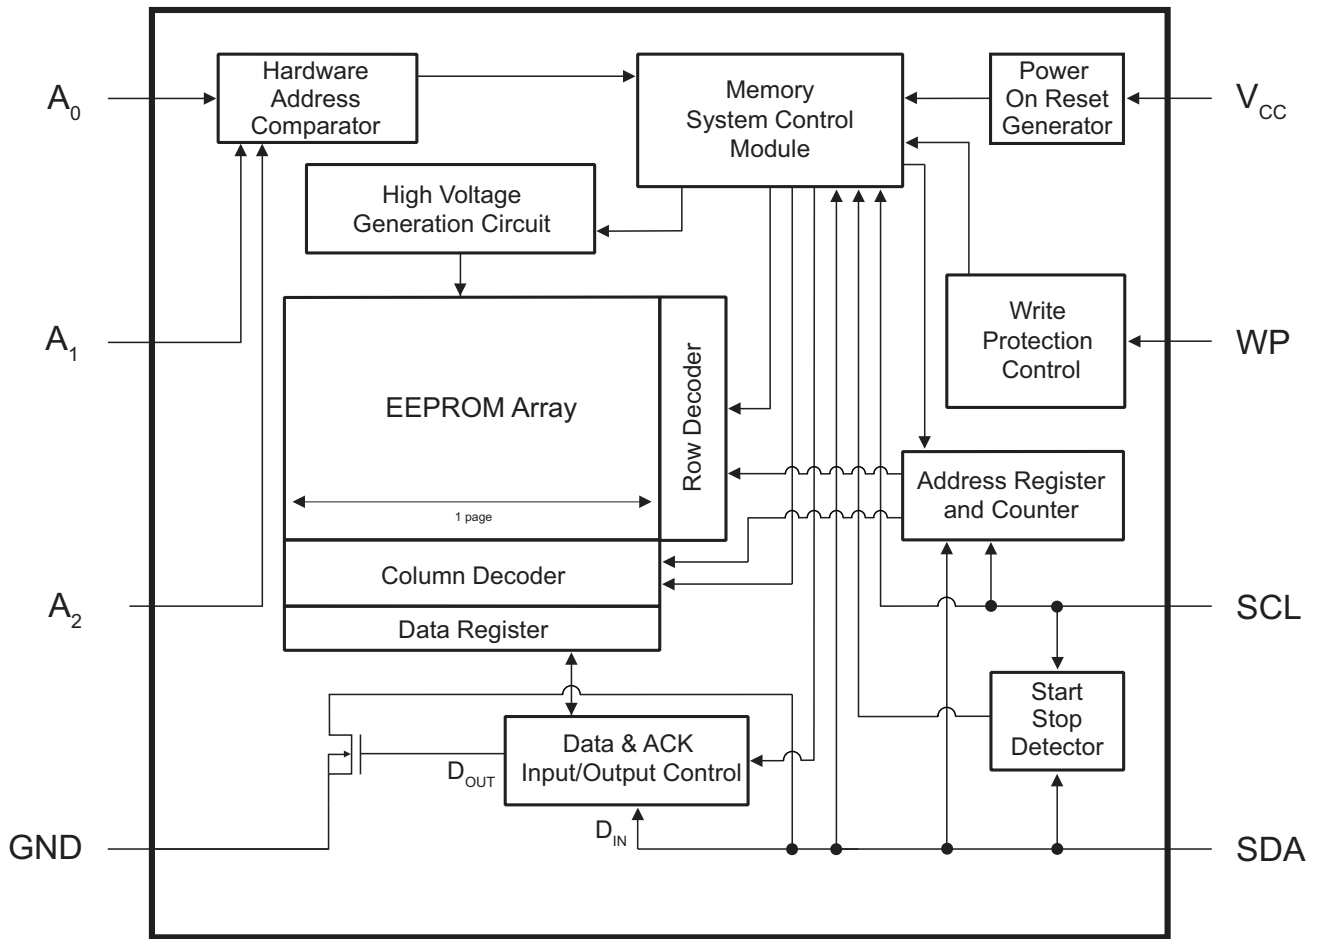 Hardware
Address
Comparator
Memory
System Control
Module
Power
On Reset
Generator
A0
VCC
High Voltage
Generation Circuit
Write
Protection
Control
A1
WP
EEPROM Array
Row Decoder
1 page
Address Register
and Counter
Column Decoder
A2
SCL
Data Register
Start
Stop
Detector
Data & ACK
Input/Output Control
DOUT
DIN
GND
SDA